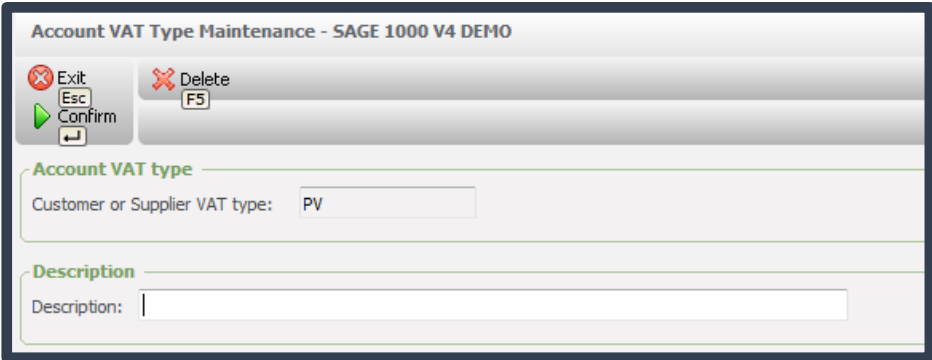 Account VAT Type Maintenance - SAGE 1000 V4 DEMO
Exit
Esc
Confirm
Delete
F5
Account VAT type
Customer or Supplier VAT type: PV
Description
Description: